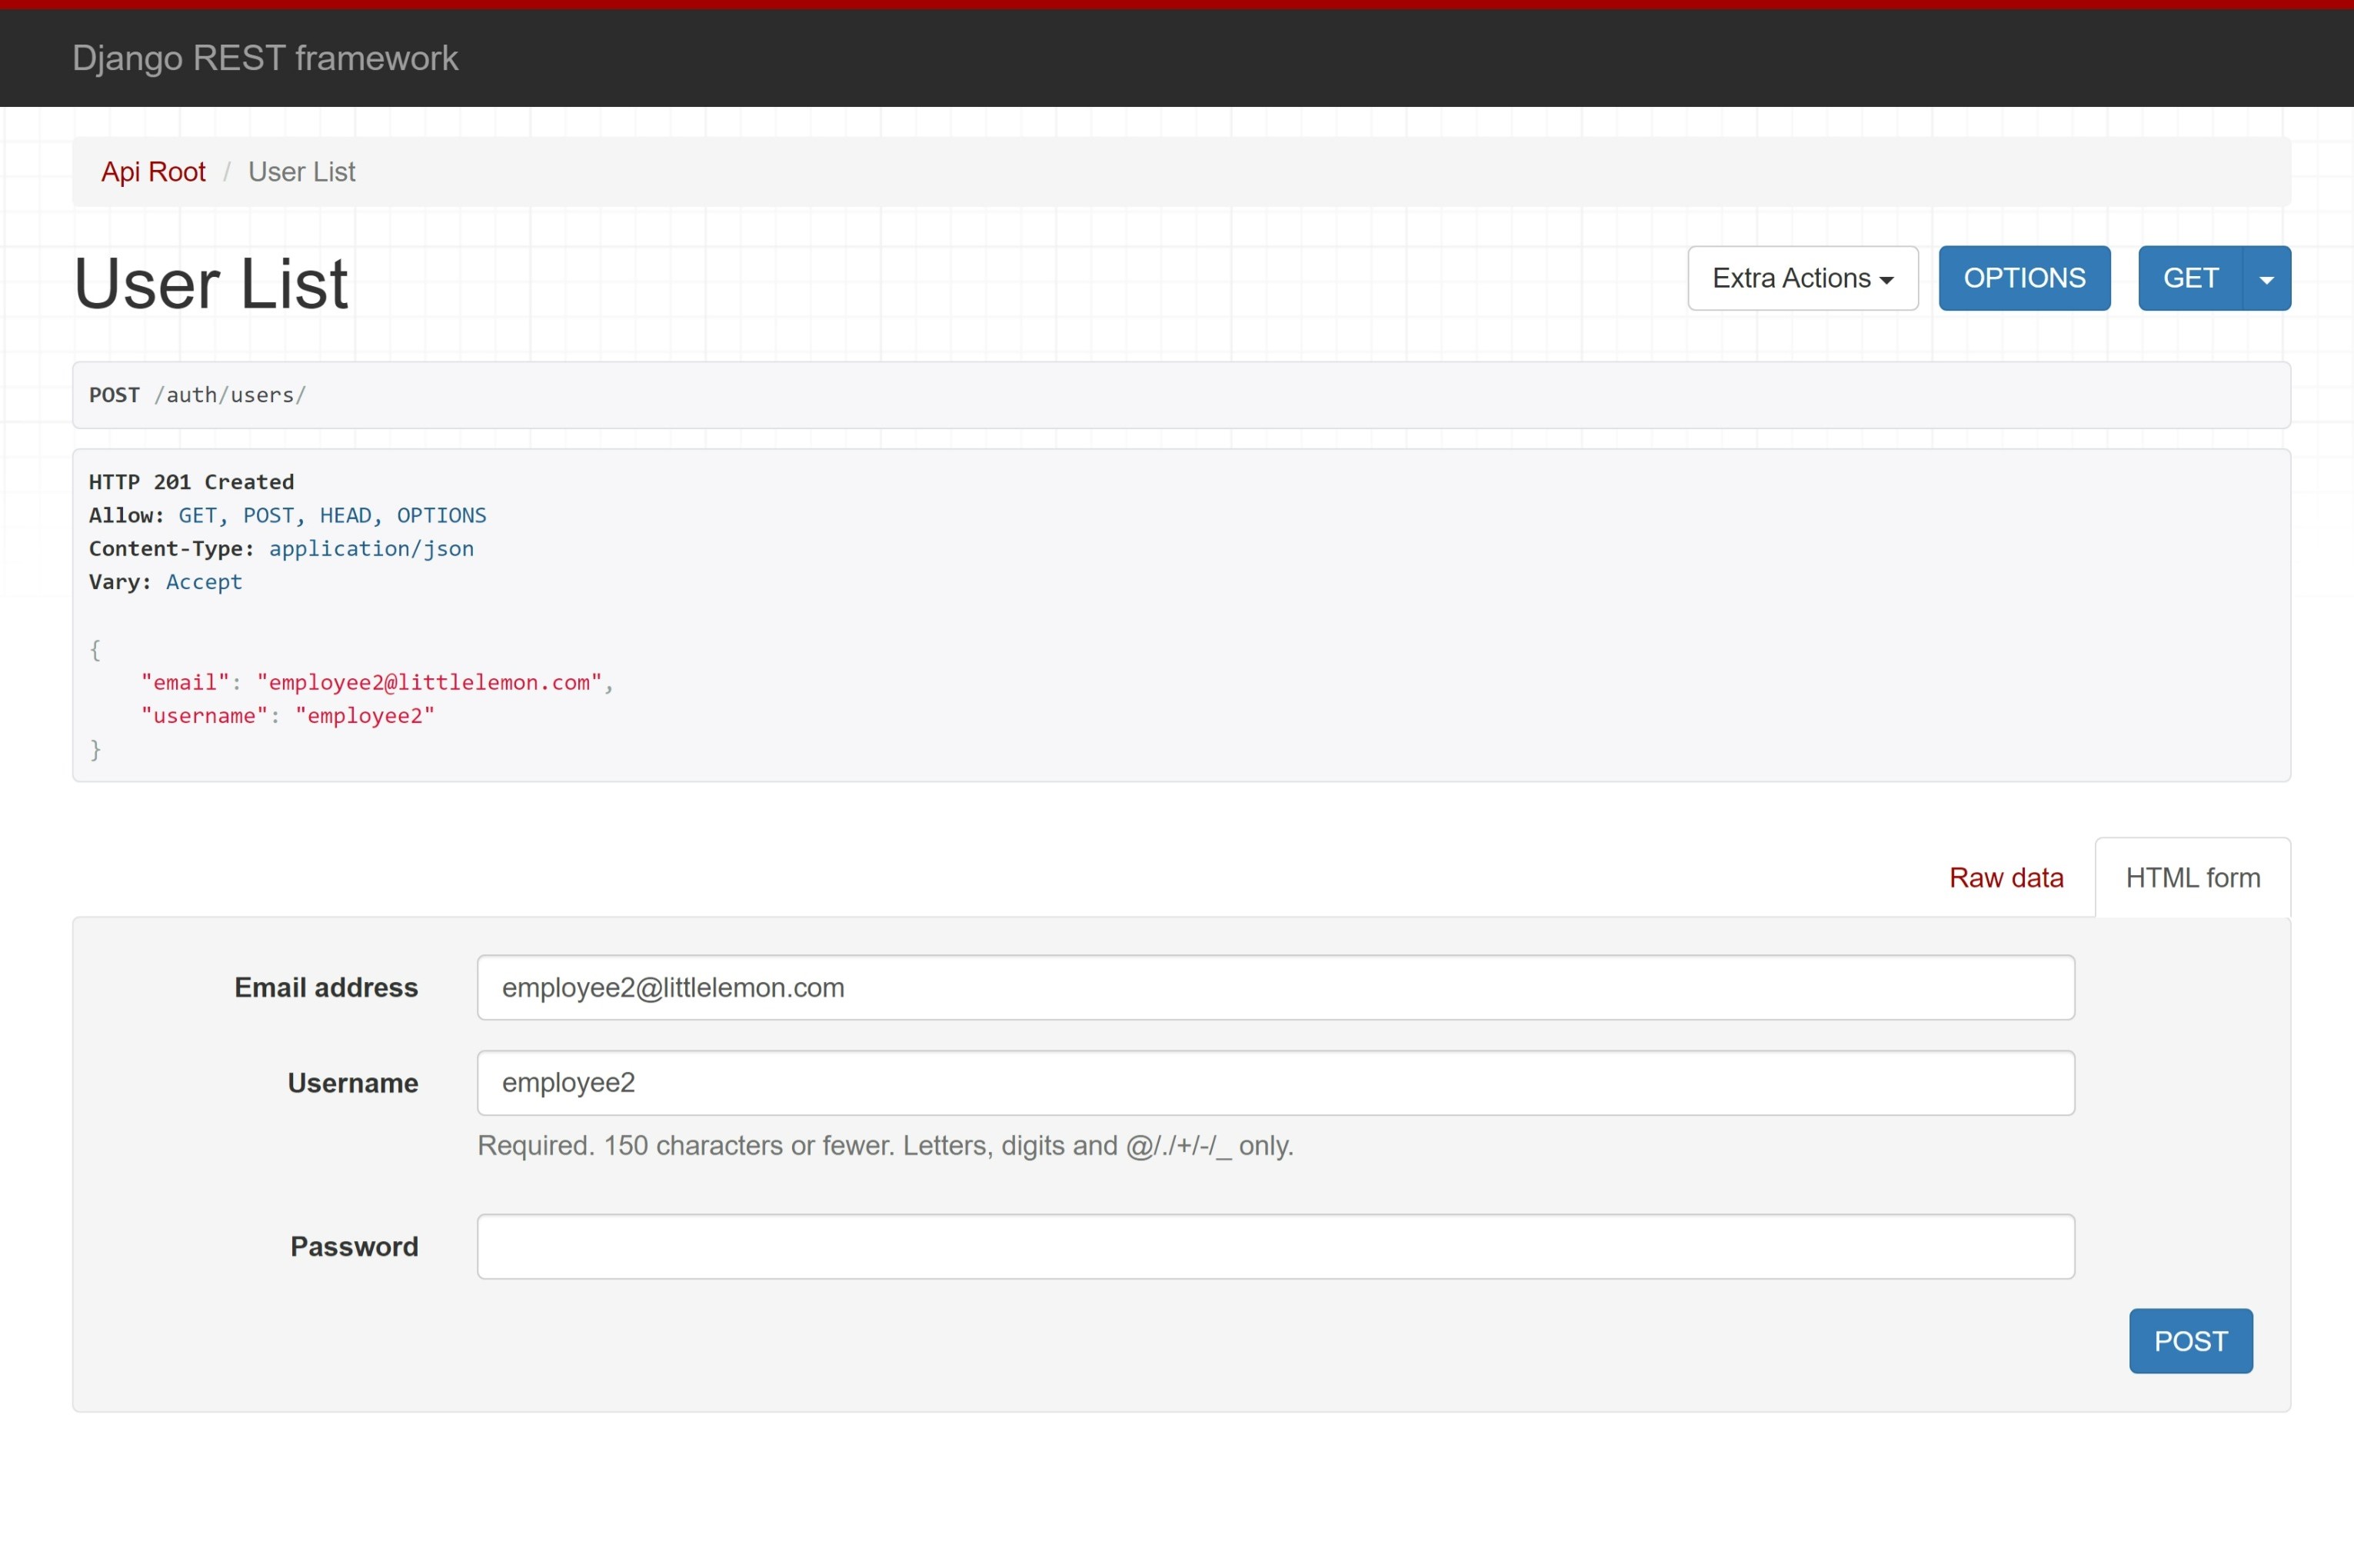 Django REST framework
Api Root / User List
User List
Extra Actions OPTIONS GET
POST /auth/users/
HTTP 201 Created
Allow: GET, POST, HEAD, OPTIONS
Content-Type: application/json
Vary: Accept
{
    "email": "employee2@littlelemon.com",
    "username": "employee2"
}
Raw data HTML form
Email address employee2@littlelemon.com
Username employee2
Required. 150 characters or fewer. Letters, digits and @/./+/-/_ only.
Password
POST